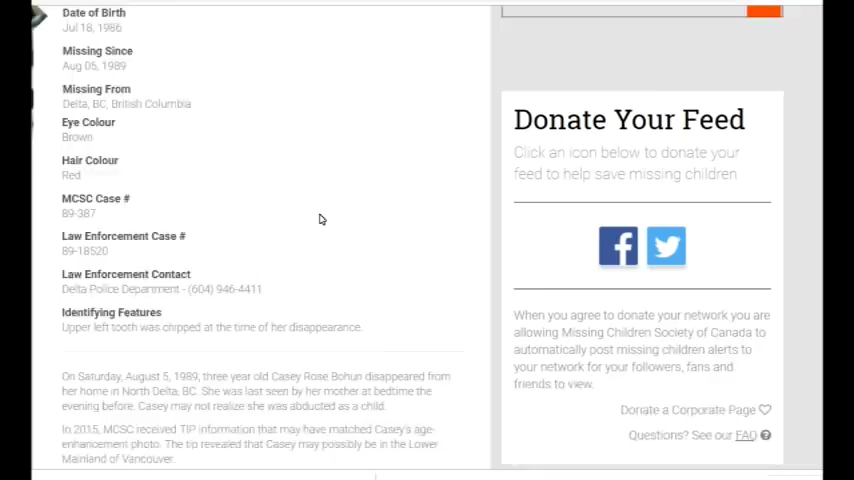 Date of Birth
Jul 18, 1986
Missing Since
Aug 05, 1989
Missing From
Delta, BC, British Columbia
Eye Colour
Brown
Hair Colour
Red
MCSC Case #
89-387
Law Enforcement Case #
89-18520
Law Enforcement Contact
Delta Police Department - (604) 946-4411
Identifying Features
Upper left tooth was chipped at the time of her disappearance.
On Saturday, August 5, 1989, three year old Casey Rose Bohun disappeared from
her home in North Delta, BC. She was last seen by her mother at bedtime the
evening before. Casey may not realize she was abducted as a child.
In 2015, MCSC received TIP information that may have matched Casey's age-
enhancement photo. The tip revealed that Casey may possibly be in the Lower
Mainland of Vancouver.
Donate Your Feed
Click an icon below to donate your
feed to help save missing children
When you agree to donate your network you are
allowing Missing Children Society of Canada to
automatically post missing children alerts to
your network for your followers, fans and
friends to view.
Donate a Corporate Page
Questions? See our FAQ